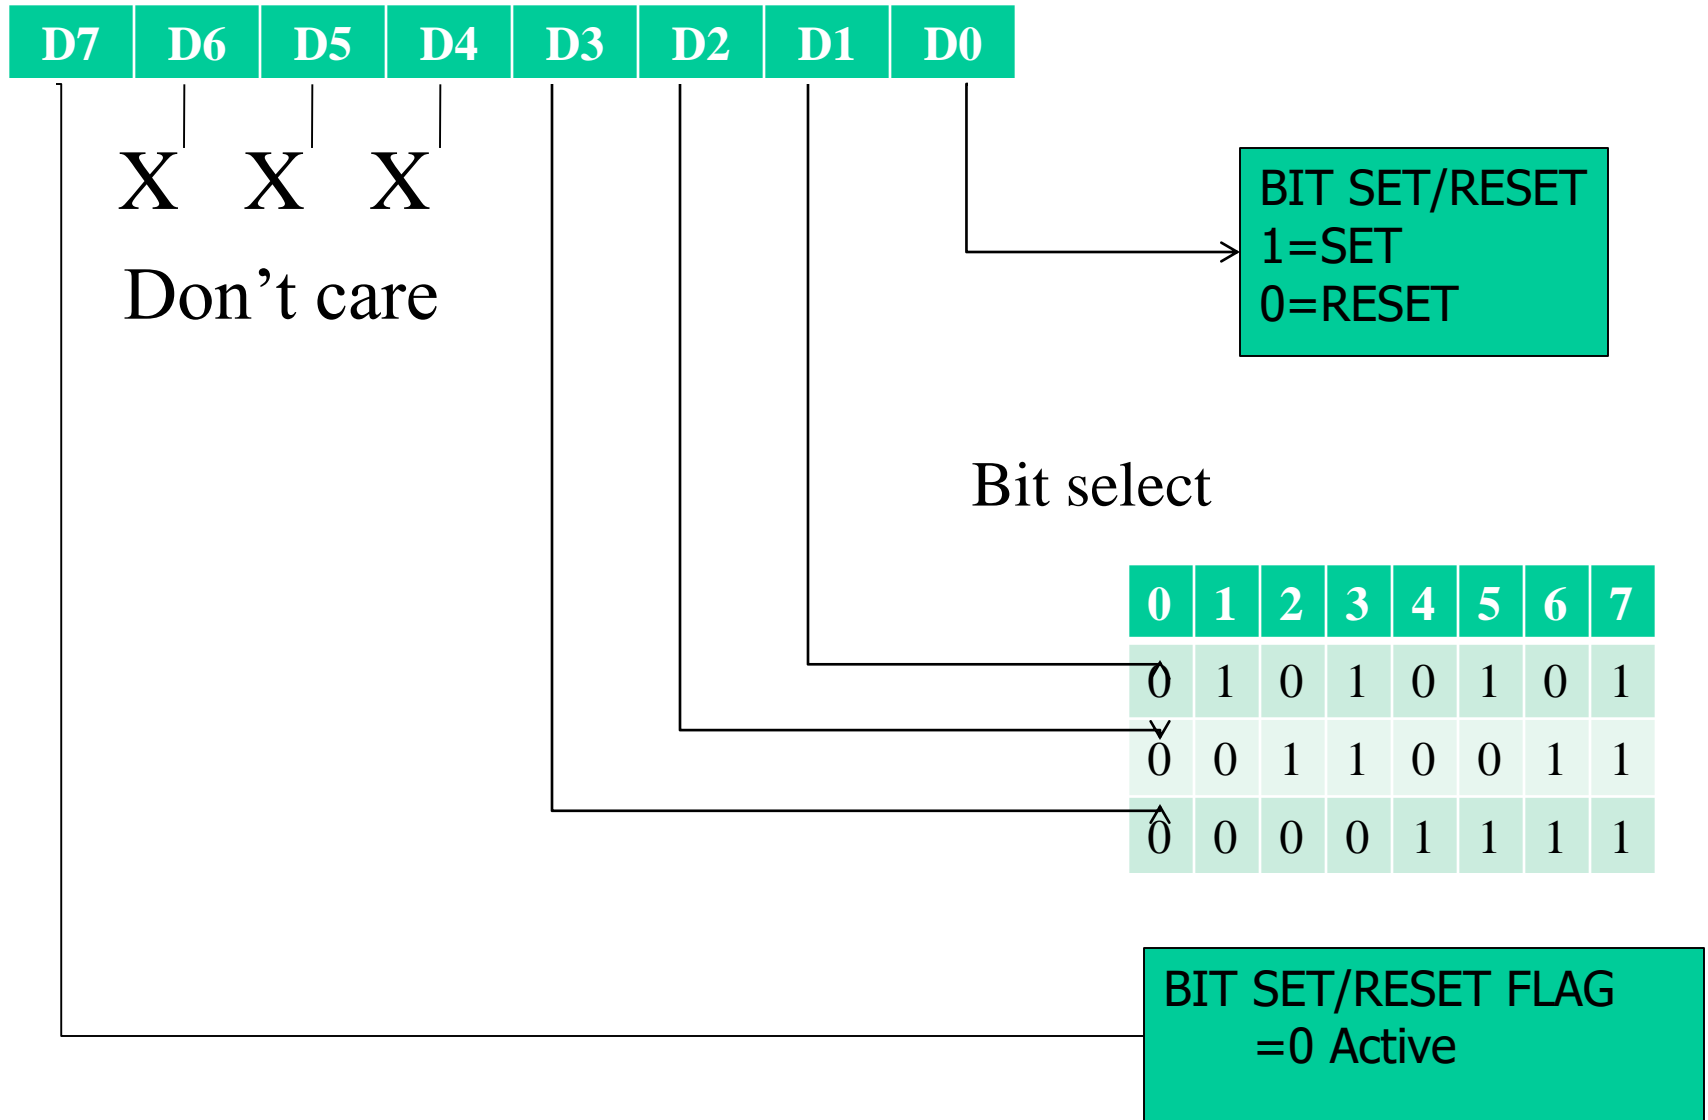 D7 D6 D5 D4 D3 D2 D1 D0
X X X
Don’t care
BIT SET/RESET
1=SET
0=RESET
Bit select
0 1 2 3 4 5 6 7
0 1 0 1 0 1 0 1
0 0 1 1 0 0 1 1
0 0 0 0 1 1 1 1
BIT SET/RESET FLAG
=0 Active